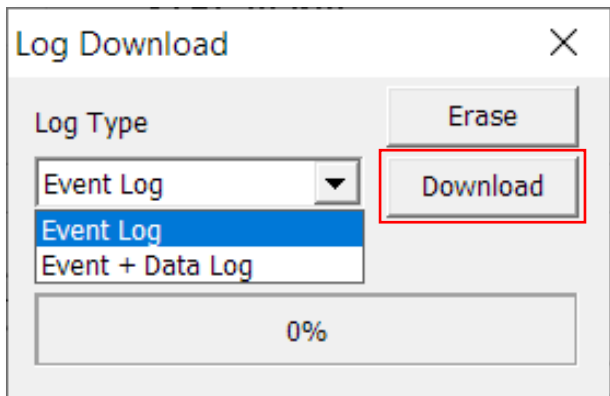 Log Download
Log Type
Erase
Event Log
Download
Event Log
Event + Data Log
0%